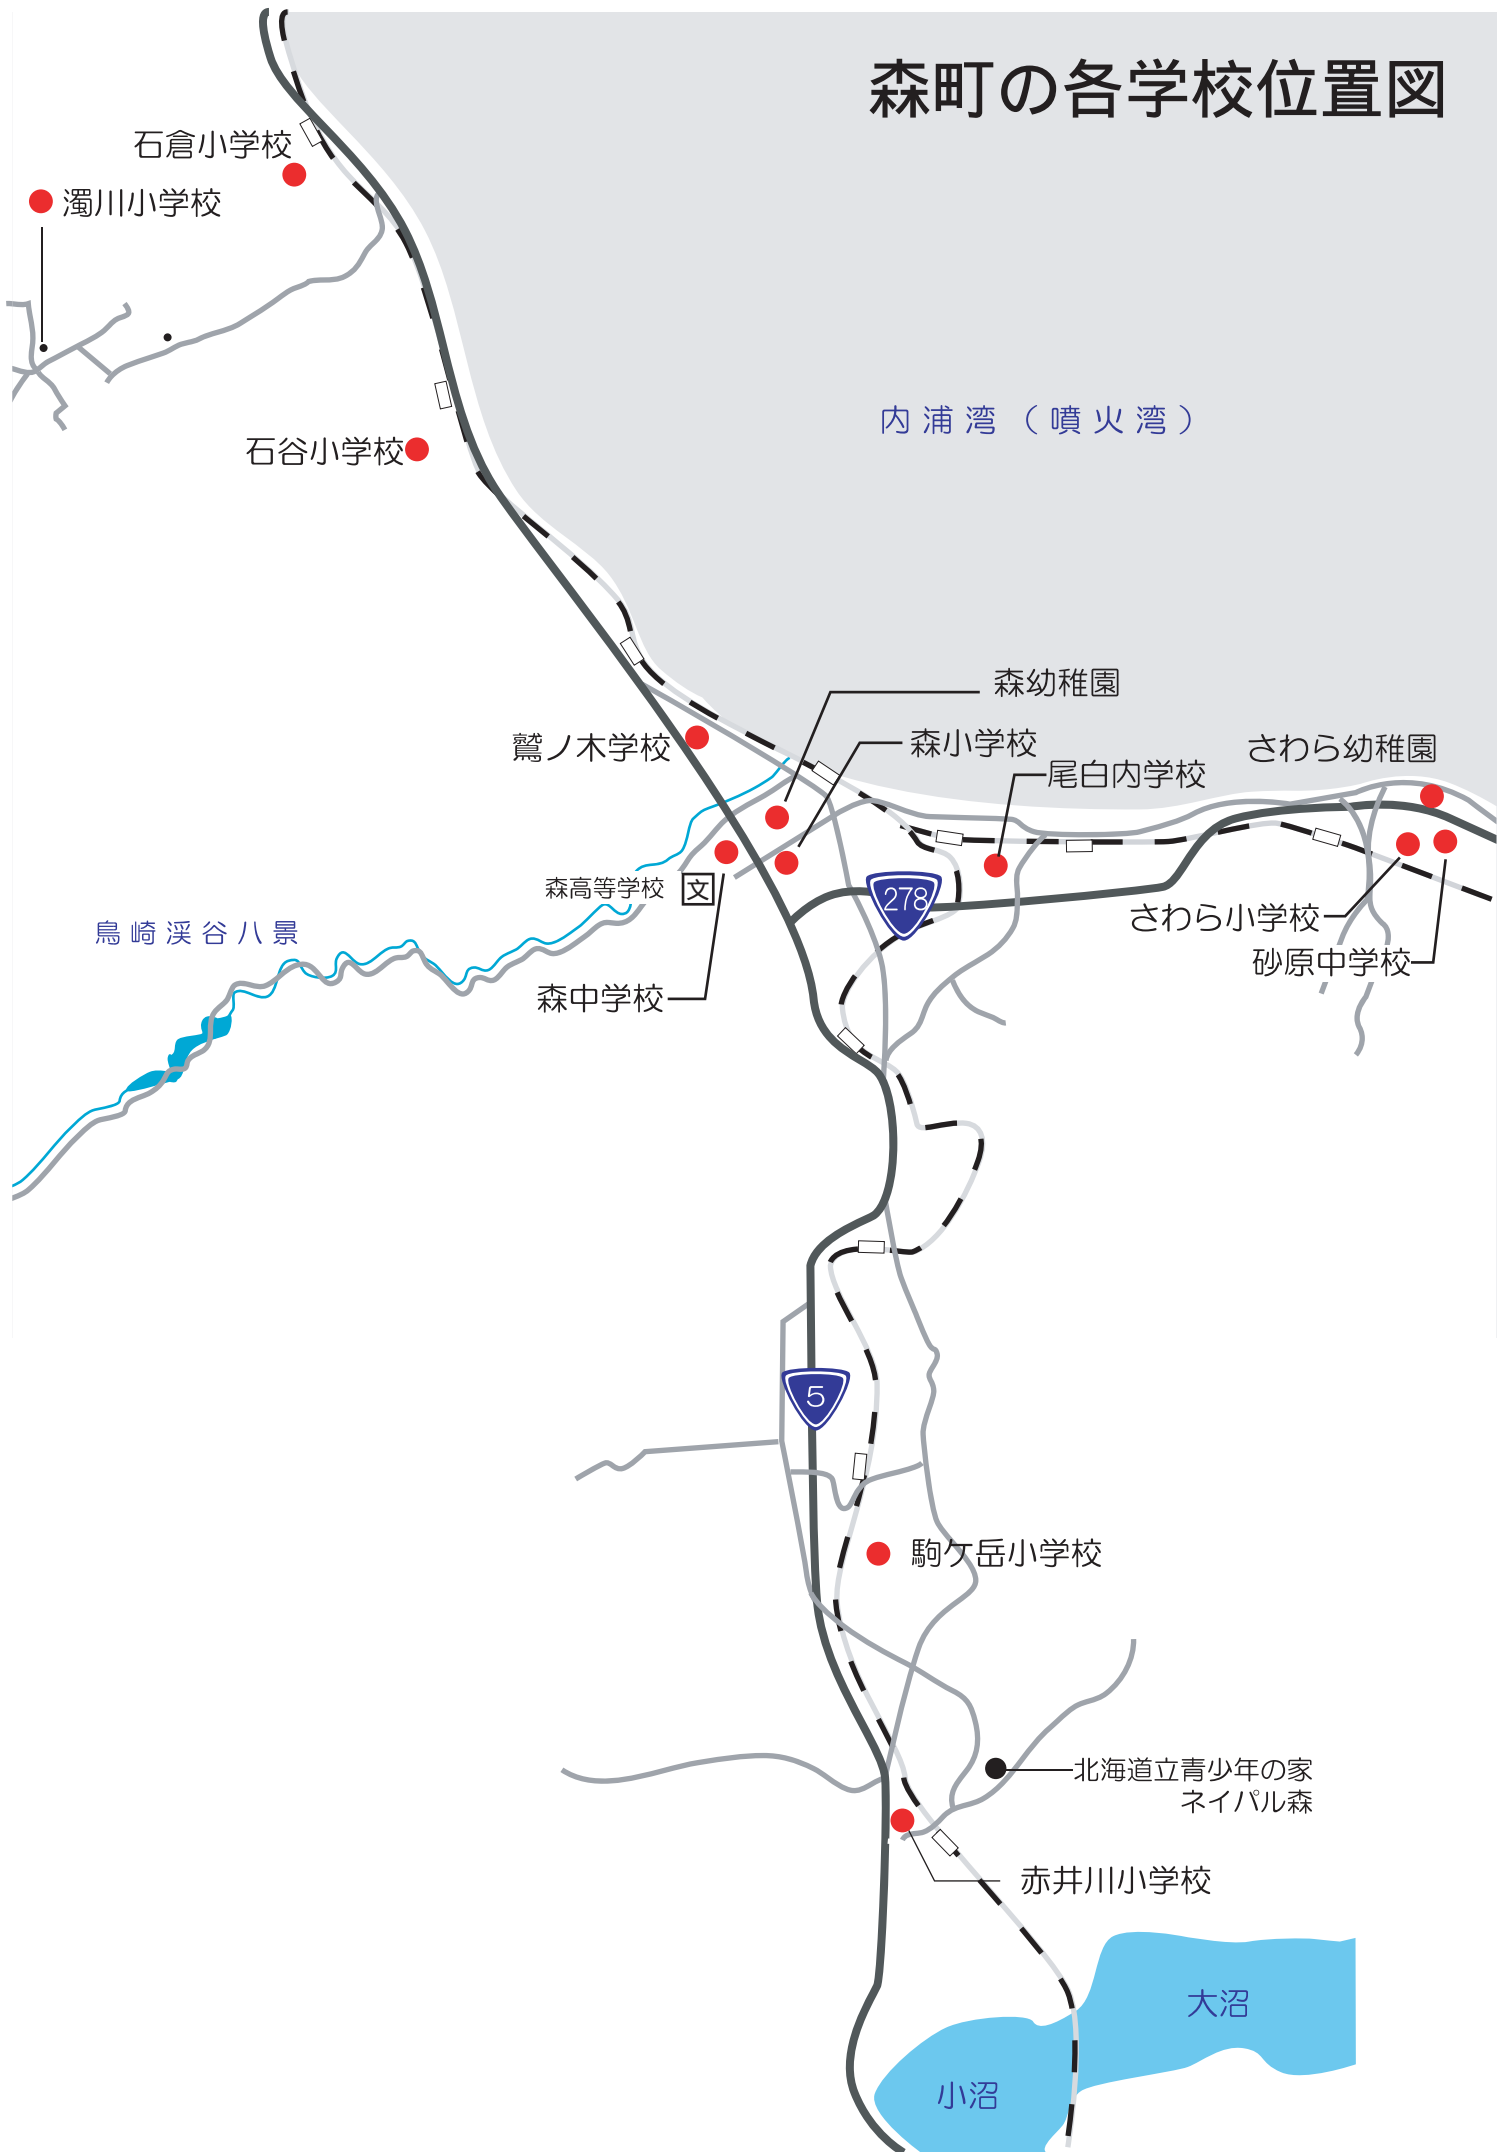 森町の各学校位置図
石倉小学校
濁川小学校
内浦湾（噴火湾）
石谷小学校
森幼稚園
鷲ノ木学校
森小学校
さわら幼稚園
尾白内学校
森高等学校
文
278
さわら小学校
鳥崎渓谷八景
砂原中学校
森中学校
5
駒ケ岳小学校
北海道立青少年の家
ネイパル森
赤井川小学校
大沼
小沼